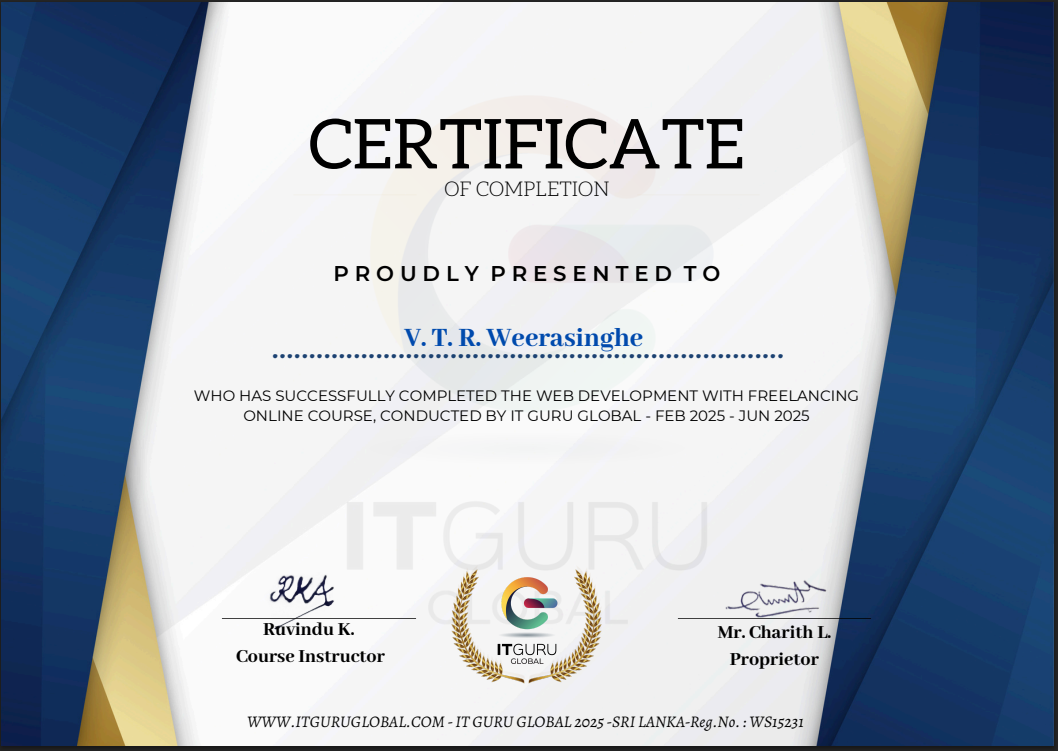 CERTIFICATE
OF COMPLETION
PROUDLY PRESENTED TO
V. T. R. Weerasinghe
WHO HAS SUCCESSFULLY COMPLETED THE WEB DEVELOPMENT WITH FREELANCING
ONLINE COURSE, CONDUCTED BY IT GURU GLOBAL - FEB 2025 - JUN 2025
ITGURU
GLOBAL
RKA
Ravindu K.
Course Instructor
ITGURU
GLOBAL
Mr. Charith L.
Proprietor
WWW.ITGURUGLOBAL.COM - IT GURU GLOBAL 2025 -SRI LANKA-Reg.No. : WS15231